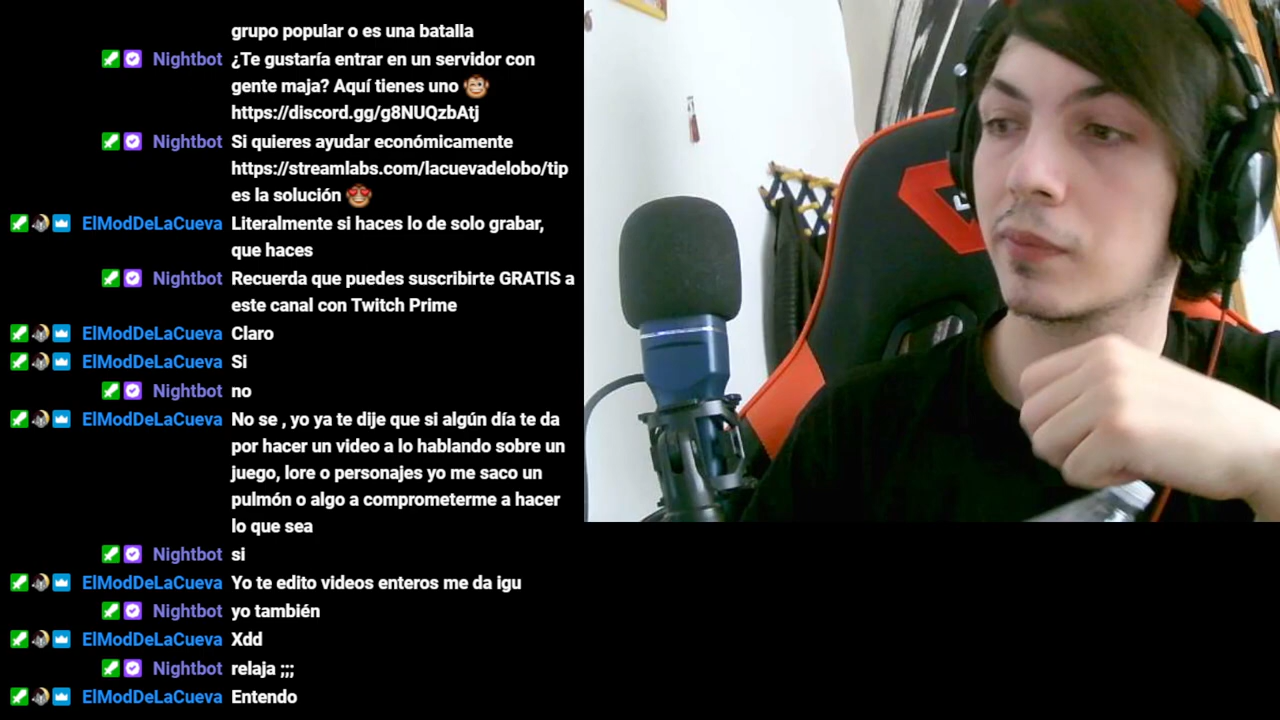 grupo popular o es una batalla
Nightbot ¿Te gustaría entrar en un servidor con
gente maja? Aquí tienes uno 🐵
https://discord.gg/g8NUQzbAtj
Nightbot Si quieres ayudar económicamente
https://streamlabs.com/lacuevadelobo/tip
es la solución 😍
ElModDeLaCueva Literalmente si haces lo de solo grabar,
que haces
Nightbot Recuerda que puedes suscribirte GRATIS a
este canal con Twitch Prime
ElModDeLaCueva Claro
ElModDeLaCueva Si
Nightbot no
ElModDeLaCueva No se , yo ya te dije que si algún día te da
por hacer un video a lo hablando sobre un
juego, lore o personajes yo me saco un
pulmón o algo a comprometerme a hacer
lo que sea
Nightbot si
ElModDeLaCueva Yo te edito videos enteros me da igu
Nightbot yo también
ElModDeLaCueva Xdd
Nightbot relaja ;;;
ElModDeLaCueva Entendo